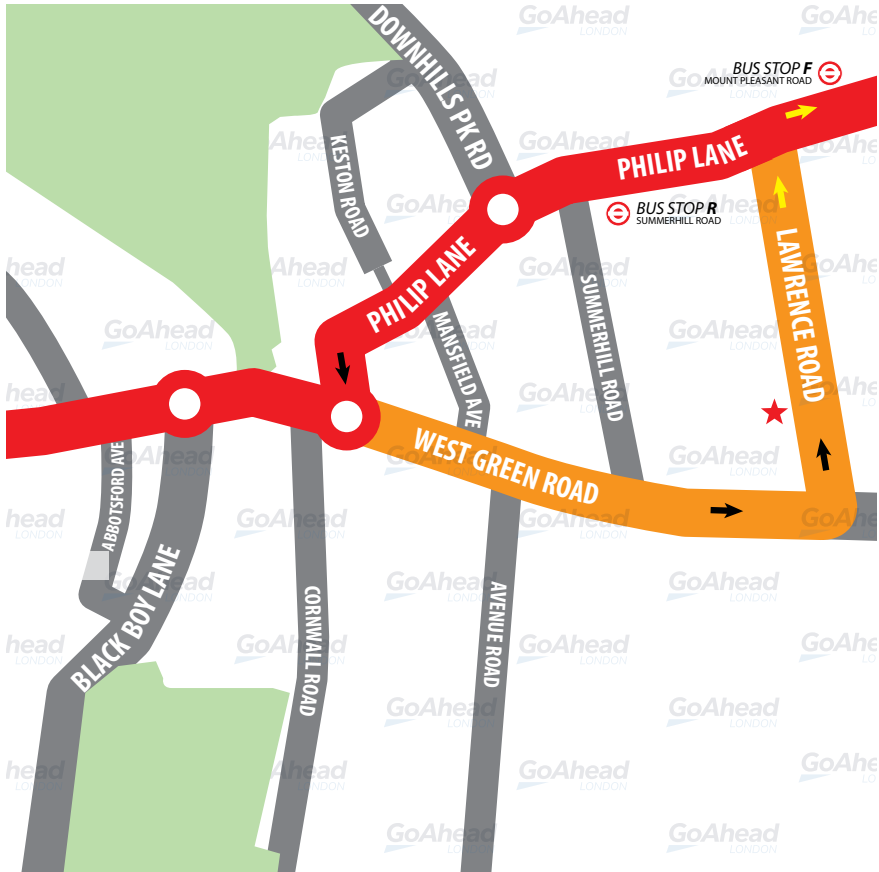 DOWNHILLS PK RD
BUS STOP F
MOUNT PLEASANT ROAD
KESTON ROAD
PHILIP LANE
BUS STOP R
SUMMERHILL ROAD
PHILIP LANE
LAWRENCE ROAD
MANSFIELD AVE
SUMMERHILL ROAD
WEST GREEN ROAD
ABBOTSFORD AVE
BLACK BOY LANE
CORNWALL ROAD
AVENUE ROAD
GoAhead
LONDON